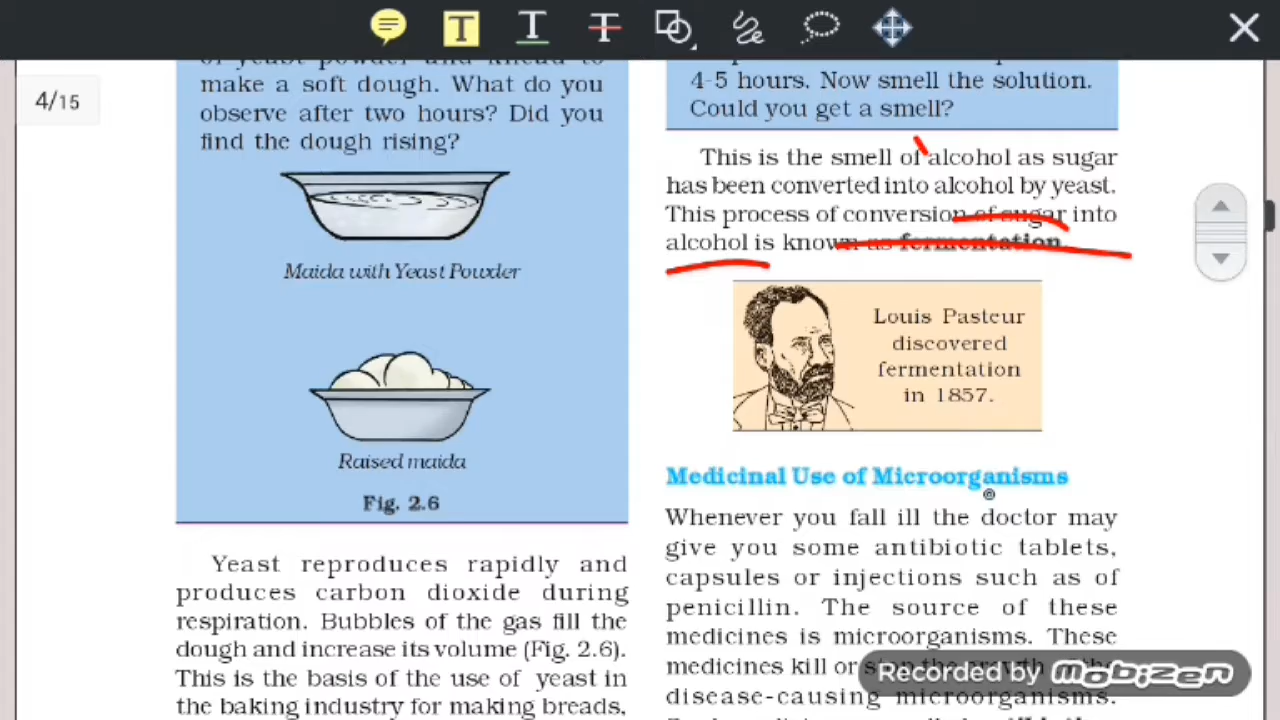 4/15
of yeast powder and knead to
make a soft dough. What do you
observe after two hours? Did you
find the dough rising?
Maida with Yeast Powder
Raised maida
Fig. 2.6
Yeast reproduces rapidly and
produces carbon dioxide during
respiration. Bubbles of the gas fill the
dough and increase its volume (Fig. 2.6).
This is the basis of the use of yeast in
the baking industry for making breads,
4-5 hours. Now smell the solution.
Could you get a smell?
This is the smell of alcohol as sugar
has been converted into alcohol by yeast.
This process of conversion of sugar into
alcohol is known as fermentation.
Louis Pasteur
discovered
fermentation
in 1857.
Medicinal Use of Microorganisms
Whenever you fall ill the doctor may
give you some antibiotic tablets,
capsules or injections such as of
penicillin. The source of these
medicines is microorganisms. These
medicines kill or
disease-causing microorganisms.
Recorded by mobizen